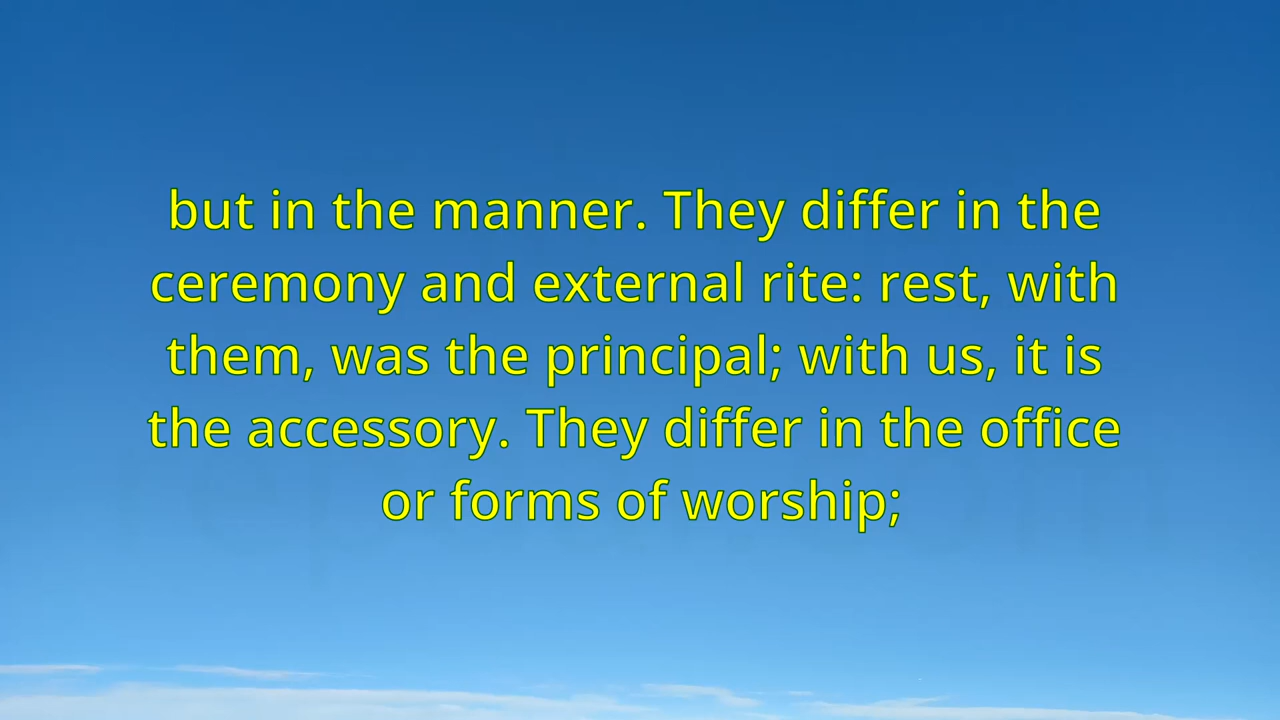 but in the manner. They differ in the
ceremony and external rite: rest, with
them, was the principal; with us, it is
the accessory. They differ in the office
or forms of worship;